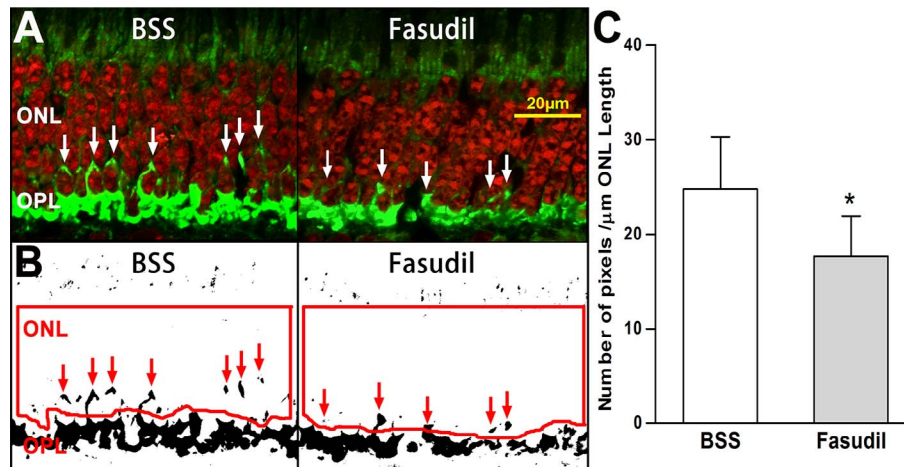 A
BSS
Fasudil
ONL
20μm
OPL
B
BSS
Fasudil
ONL
OPL
C
Number of pixels /μm ONL Length
40
30
20
10
0
*
BSS
Fasudil